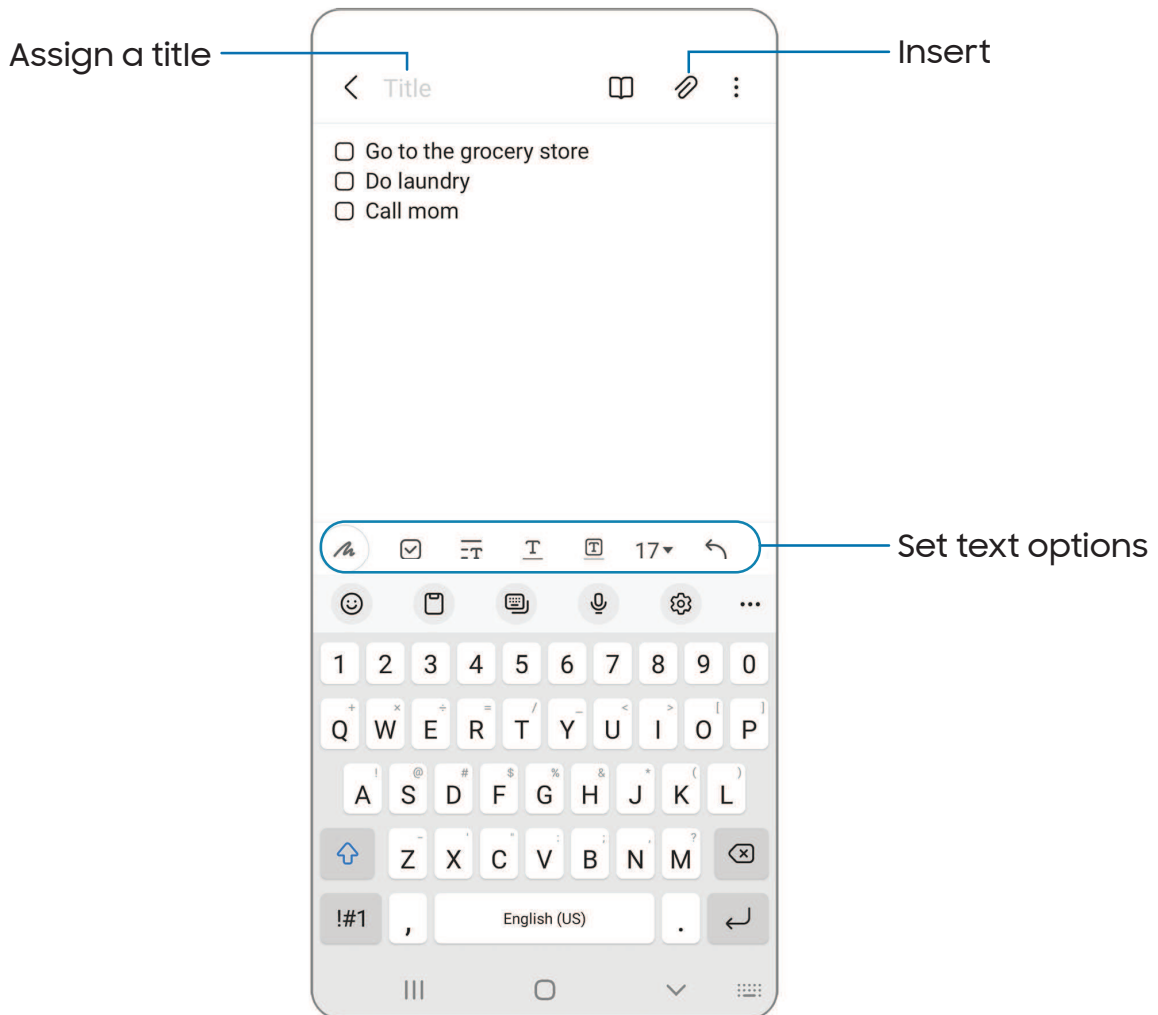 Assign a title
Insert
Title
Go to the grocery store
Do laundry
Call mom
T T T 17
Set text options
1 2 3 4 5 6 7 8 9 0
+ × ÷ = / _ < > [ ]
Q W E R T Y U I O P
! @ # $ % & * ( )
A S D F G H J K L
- ' " : ; , ?
Z X C V B N M
!#1 , English (US) .